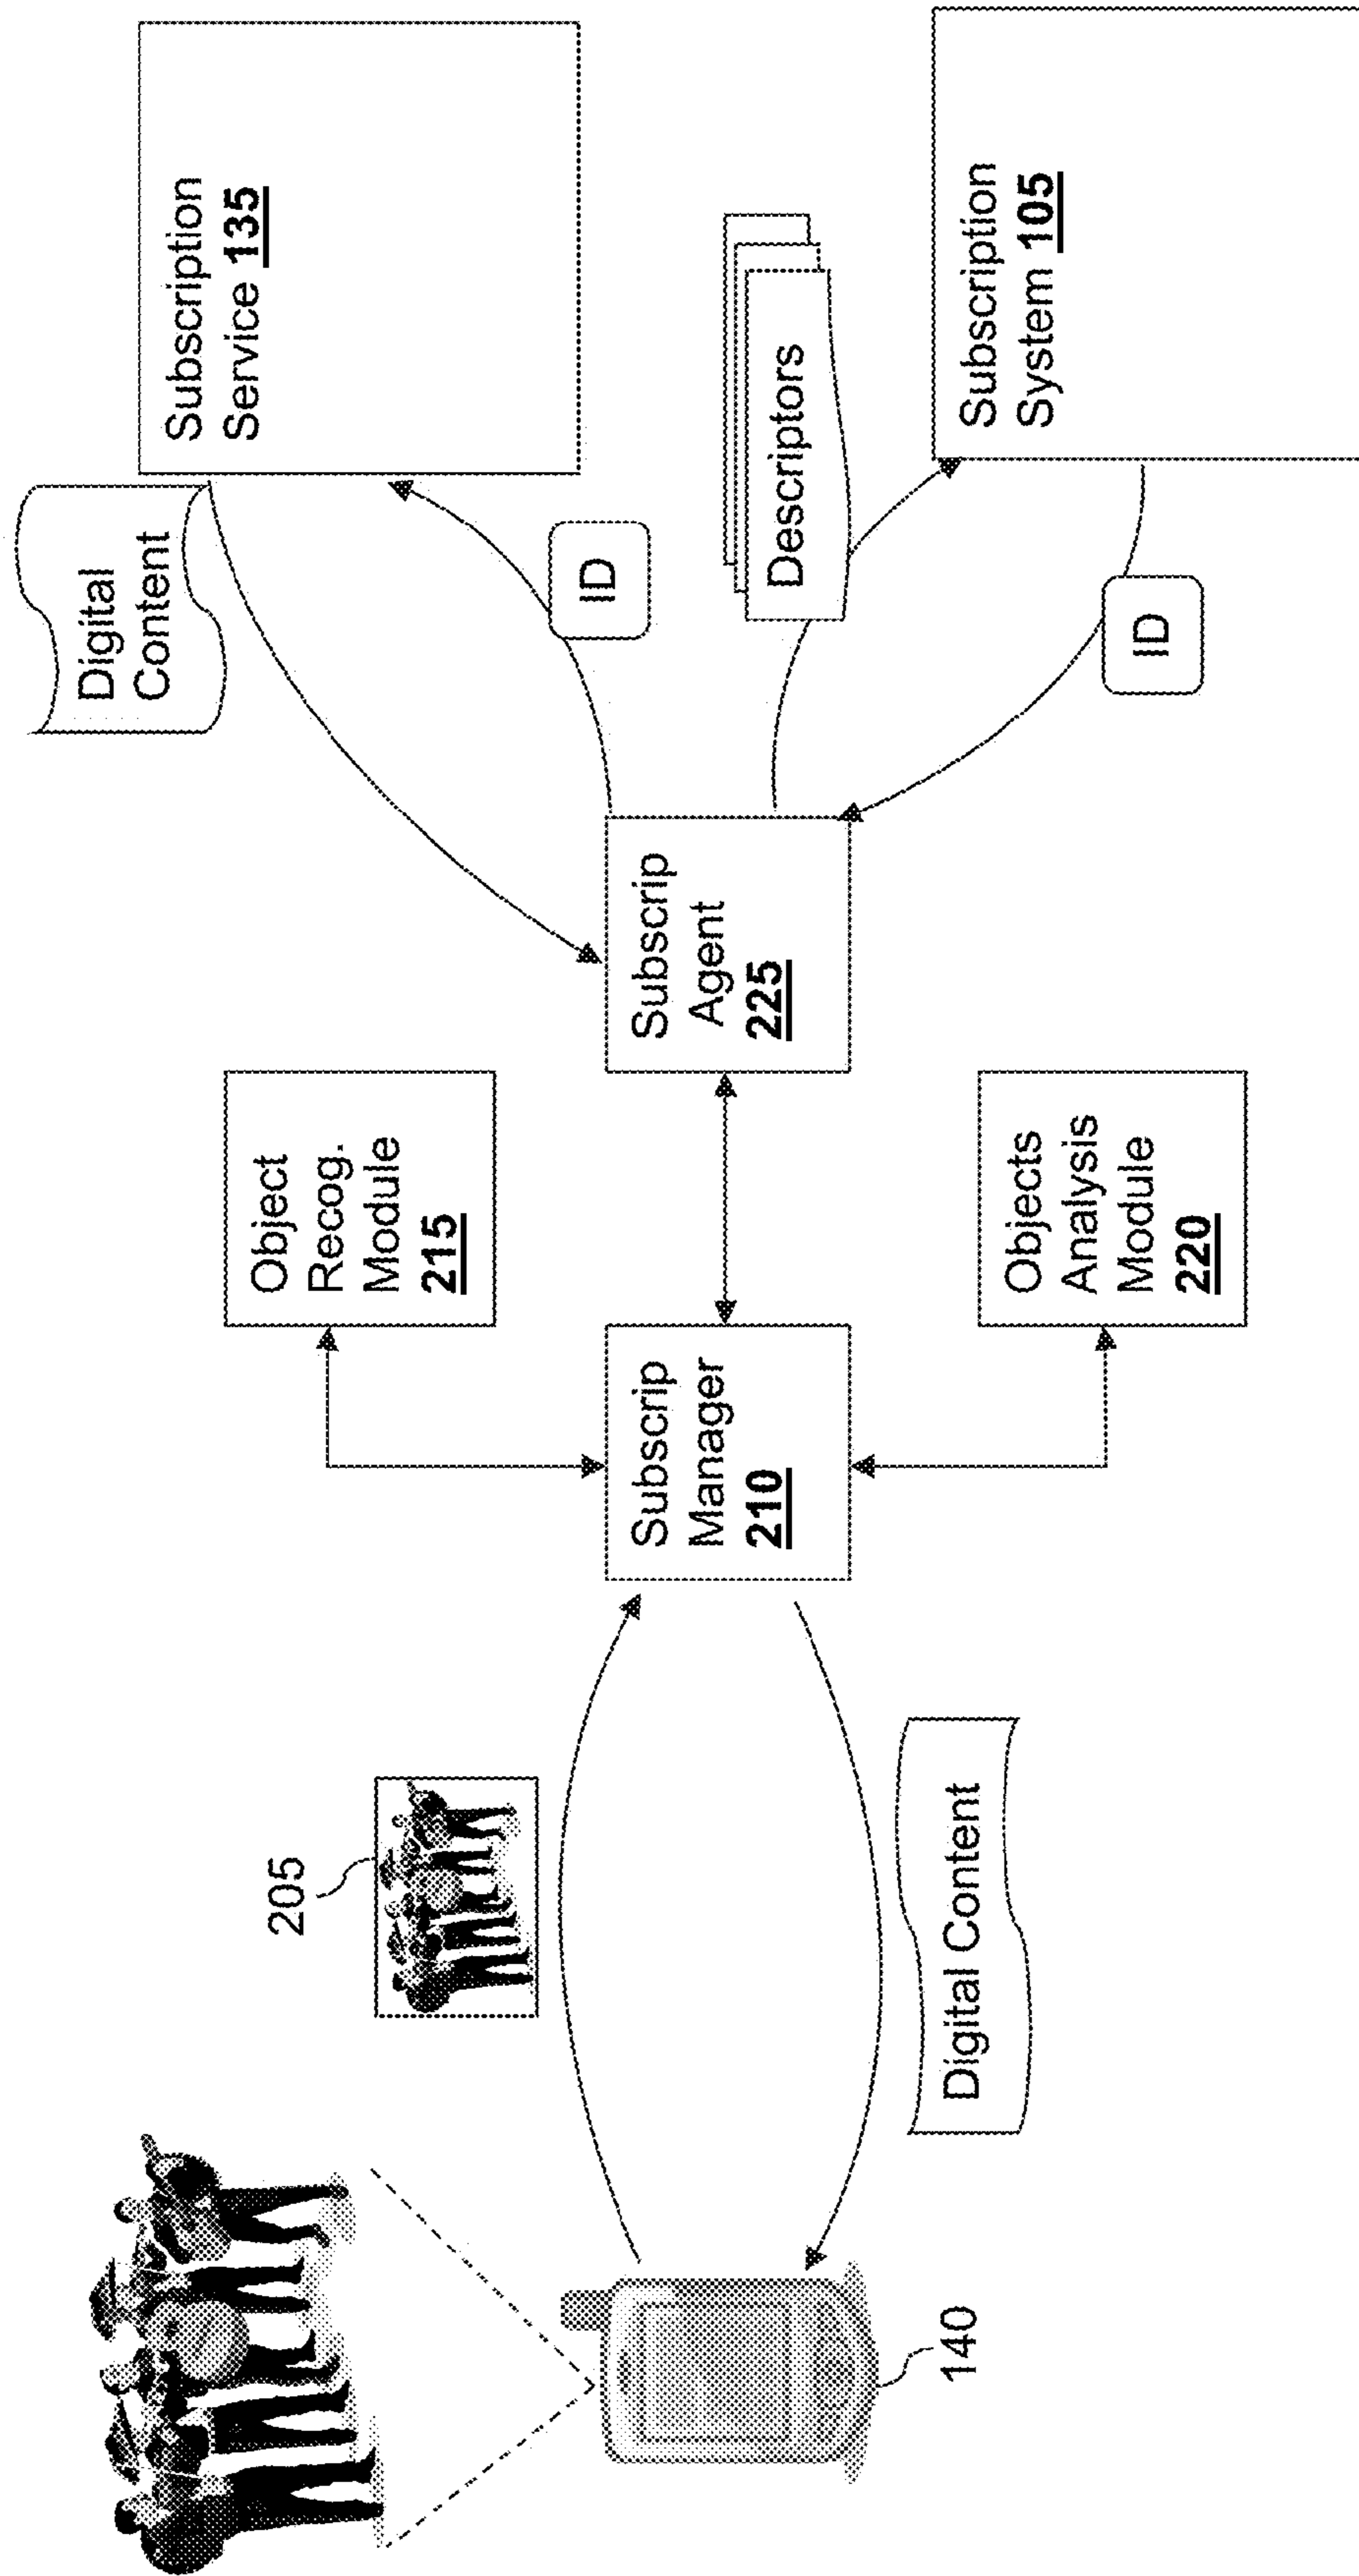 205
140
Digital Content
Subscrip
Manager
210
Object
Recog.
Module
215
Objects
Analysis
Module
220
Subscrip
Agent
225
Digital
Content
ID
Descriptors
ID
Subscription
Service 135
Subscription
System 105